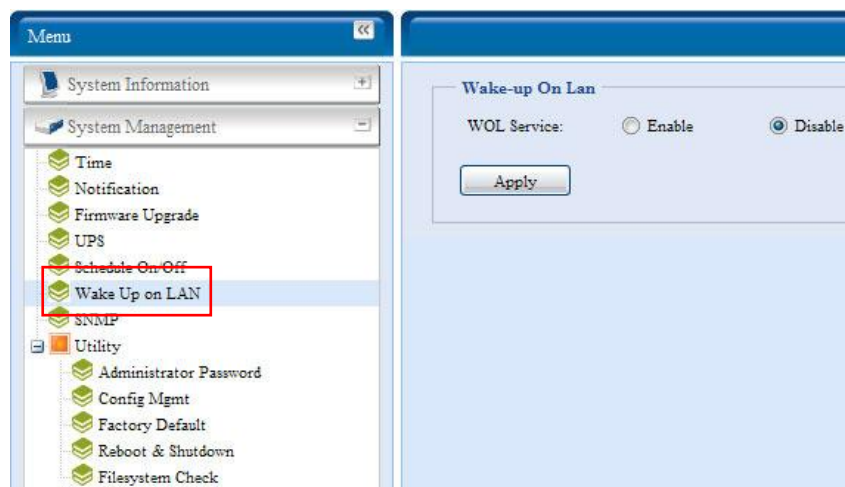 Menu
System Information
System Management
Time
Notification
Firmware Upgrade
UPS
Schedule On/Off
Wake Up on LAN
SNMP
Utility
Administrator Password
Config Mgmt
Factory Default
Reboot & Shutdown
Filesystem Check
Wake-up On Lan
WOL Service: Enable Disable
Apply